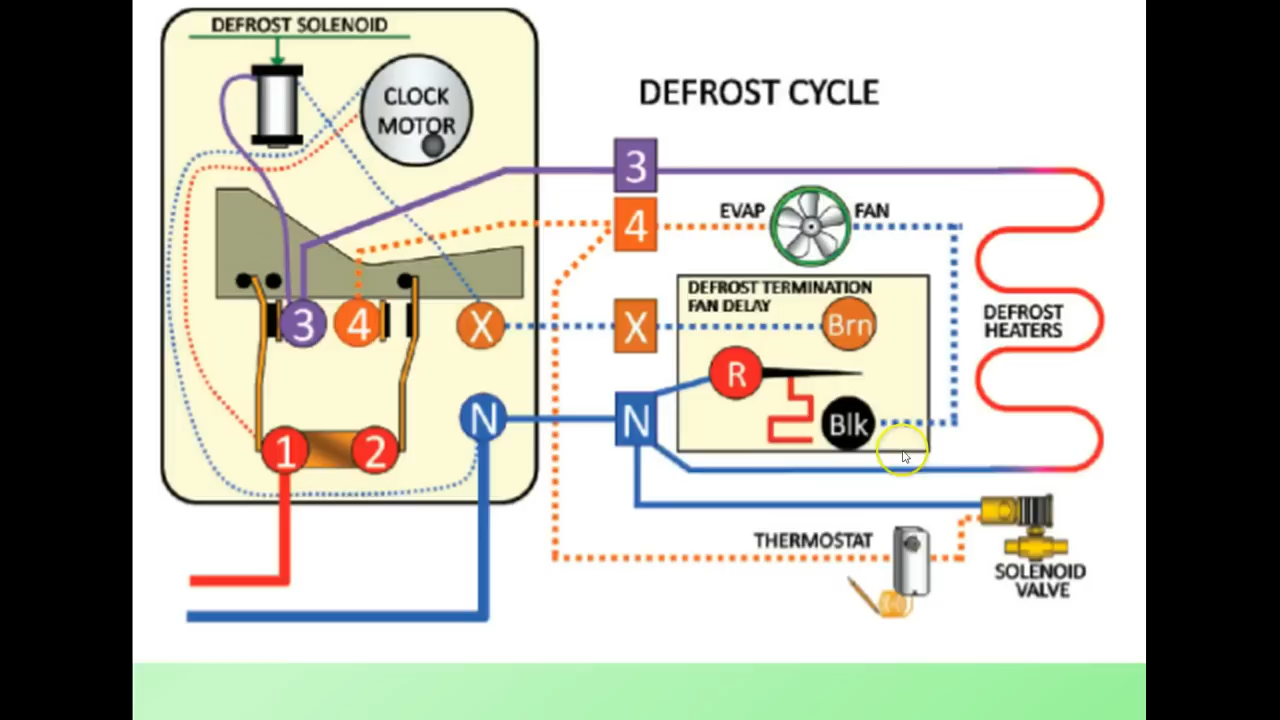 DEFROST SOLENOID
CLOCK
MOTOR
DEFROST CYCLE
3
4
EVAP
FAN
DEFROST TERMINATION
FAN DELAY
DEFROST
HEATERS
3
4
X
X
Brn
R
N
N
Blk
1
2
THERMOSTAT
SOLENOID
VALVE